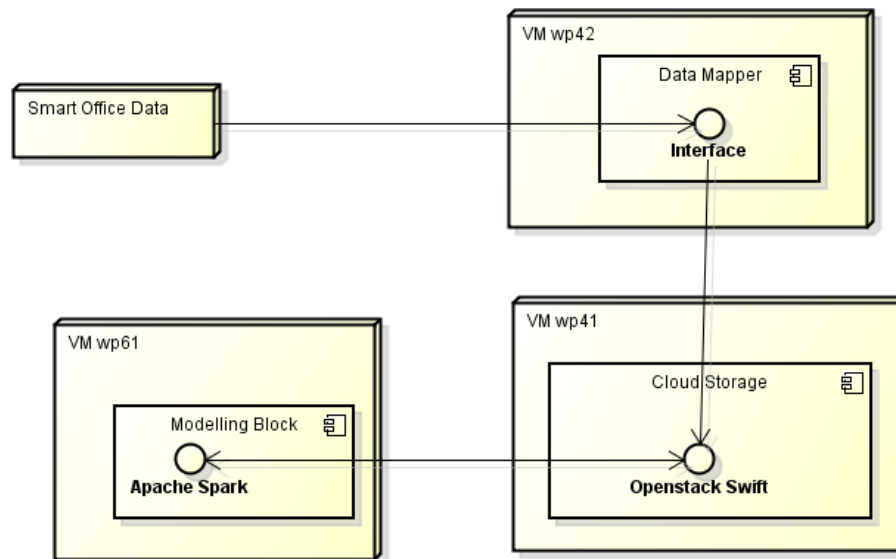 VM wp42
Data Mapper
Smart Office Data
Interface
VM wp41
VM wp61
Cloud Storage
Modelling Block
Apache Spark
Openstack Swift